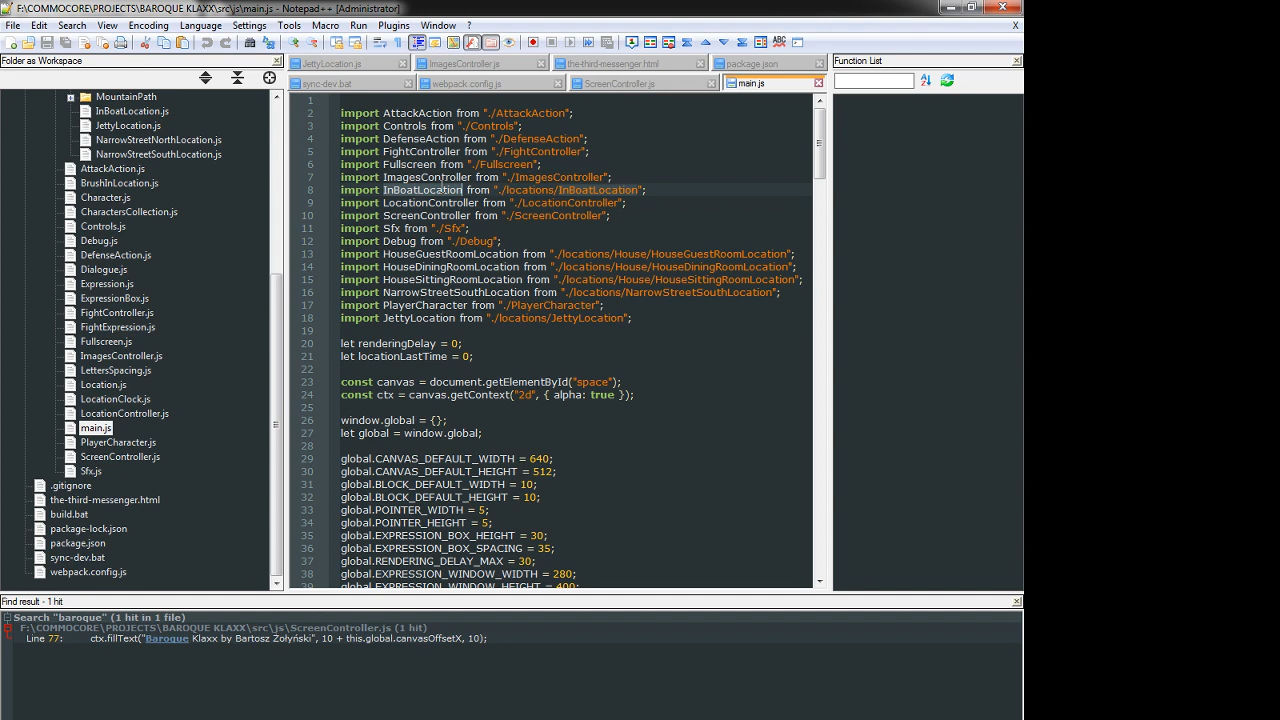 F:\COMMOCORE\PROJECTS\BAROQUE KLAXX\src\js\main.js - Notepad++ [Administrator]
File Edit Search View Encoding Language Settings Tools Macro Run Plugins Window ? X
Folder as Workspace
MountainPath
InBoatLocation.js
JettyLocation.js
NarrowStreetNorthLocation.js
NarrowStreetSouthLocation.js
AttackAction.js
BrushInLocation.js
Character.js
CharactersCollection.js
Controls.js
Debug.js
DefenseAction.js
Dialogue.js
Expression.js
ExpressionBox.js
FightController.js
FightExpression.js
Fullscreen.js
ImagesController.js
LettersSpacing.js
Location.js
LocationClock.js
LocationController.js
main.js
PlayerCharacter.js
ScreenController.js
Sfx.js
.gitignore
the-third-messenger.html
build.bat
package-lock.json
package.json
sync-dev.bat
webpack.config.js
JettyLocation.js ImagesController.js the-third-messenger.html package.json
sync-dev.bat webpack.config.js ScreenController.js main.js
1
2 import AttackAction from "./AttackAction";
3 import Controls from "./Controls";
4 import DefenseAction from "./DefenseAction";
5 import FightController from "./FightController";
6 import Fullscreen from "./Fullscreen";
7 import ImagesController from "./ImagesController";
8 import InBoatLocation from "./locations/InBoatLocation";
9 import LocationController from "./LocationController";
10 import ScreenController from "./ScreenController";
11 import Sfx from "./Sfx";
12 import Debug from "./Debug";
13 import HouseGuestRoomLocation from "./locations/House/HouseGuestRoomLocation";
14 import HouseDiningRoomLocation from "./locations/House/HouseDiningRoomLocation";
15 import HouseSittingRoomLocation from "./locations/House/HouseSittingRoomLocation";
16 import NarrowStreetSouthLocation from "./locations/NarrowStreetSouthLocation";
17 import PlayerCharacter from "./PlayerCharacter";
18 import JettyLocation from "./locations/JettyLocation";
19
20 let renderingDelay = 0;
21 let locationLastTime = 0;
22
23 const canvas = document.getElementById("space");
24 const ctx = canvas.getContext("2d", { alpha: true });
25
26 window.global = {};
27 let global = window.global;
28
29 global.CANVAS_DEFAULT_WIDTH = 640;
30 global.CANVAS_DEFAULT_HEIGHT = 512;
31 global.BLOCK_DEFAULT_WIDTH = 10;
32 global.BLOCK_DEFAULT_HEIGHT = 10;
33 global.POINTER_WIDTH = 5;
34 global.POINTER_HEIGHT = 5;
35 global.EXPRESSION_BOX_HEIGHT = 30;
36 global.EXPRESSION_BOX_SPACING = 35;
37 global.RENDERING_DELAY_MAX = 30;
38 global.EXPRESSION_WINDOW_WIDTH = 280;
39 global.EXPRESSION_WINDOW_HEIGHT = 400;
Function List
Find result - 1 hit
Search "baroque" (1 hit in 1 file)
F:\COMMOCORE\PROJECTS\BAROQUE KLAXX\src\js\ScreenController.js (1 hit)
Line 77: ctx.fillText("Baroque Klaxx by Bartosz Żołyński", 10 + this.global.canvasOffsetX, 10);